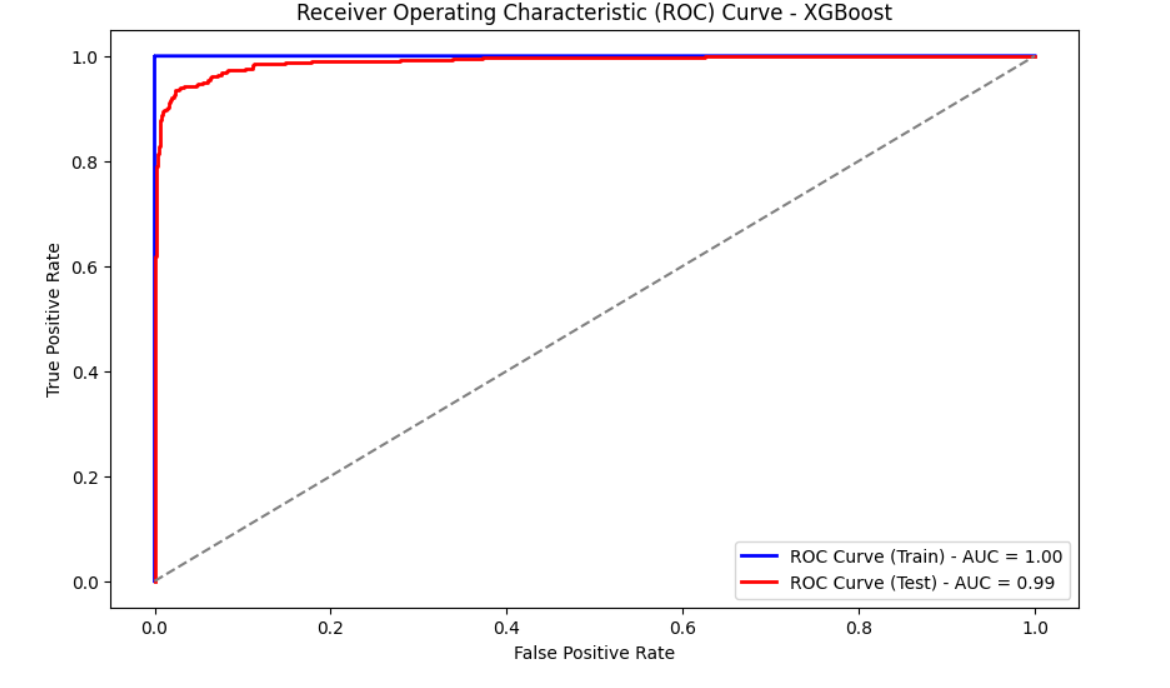 Receiver Operating Characteristic (ROC) Curve - XGBoost
True Positive Rate
1.0
0.8
0.6
0.4
0.2
0.0
ROC Curve (Train) - AUC = 1.00
ROC Curve (Test) - AUC = 0.99
0.0 0.2 0.4 0.6 0.8 1.0
False Positive Rate